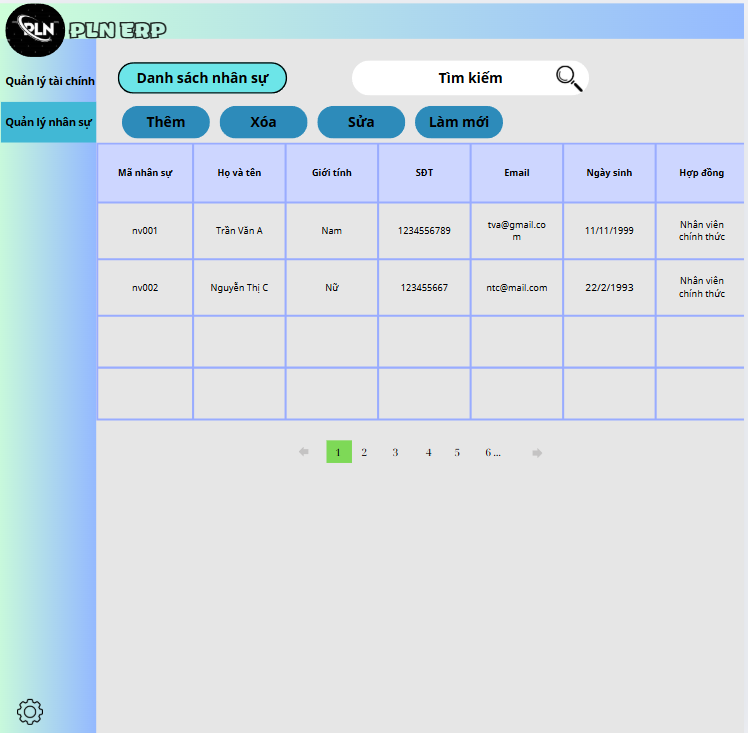 PLN PLN ERP
Quản lý tài chính
Quản lý nhân sự
Danh sách nhân sự
Tìm kiếm
Thêm Xóa Sửa Làm mới
Mã nhân sự Họ và tên Giới tính SĐT Email Ngày sinh Hợp đồng
nv001 Trần Văn A Nam 1234556789 tva@gmail.co
m 11/11/1999 Nhân viên
chính thức
nv002 Nguyễn Thị C Nữ 123455667 ntc@mail.com 22/2/1993 Nhân viên
chính thức
1 2 3 4 5 6 ...